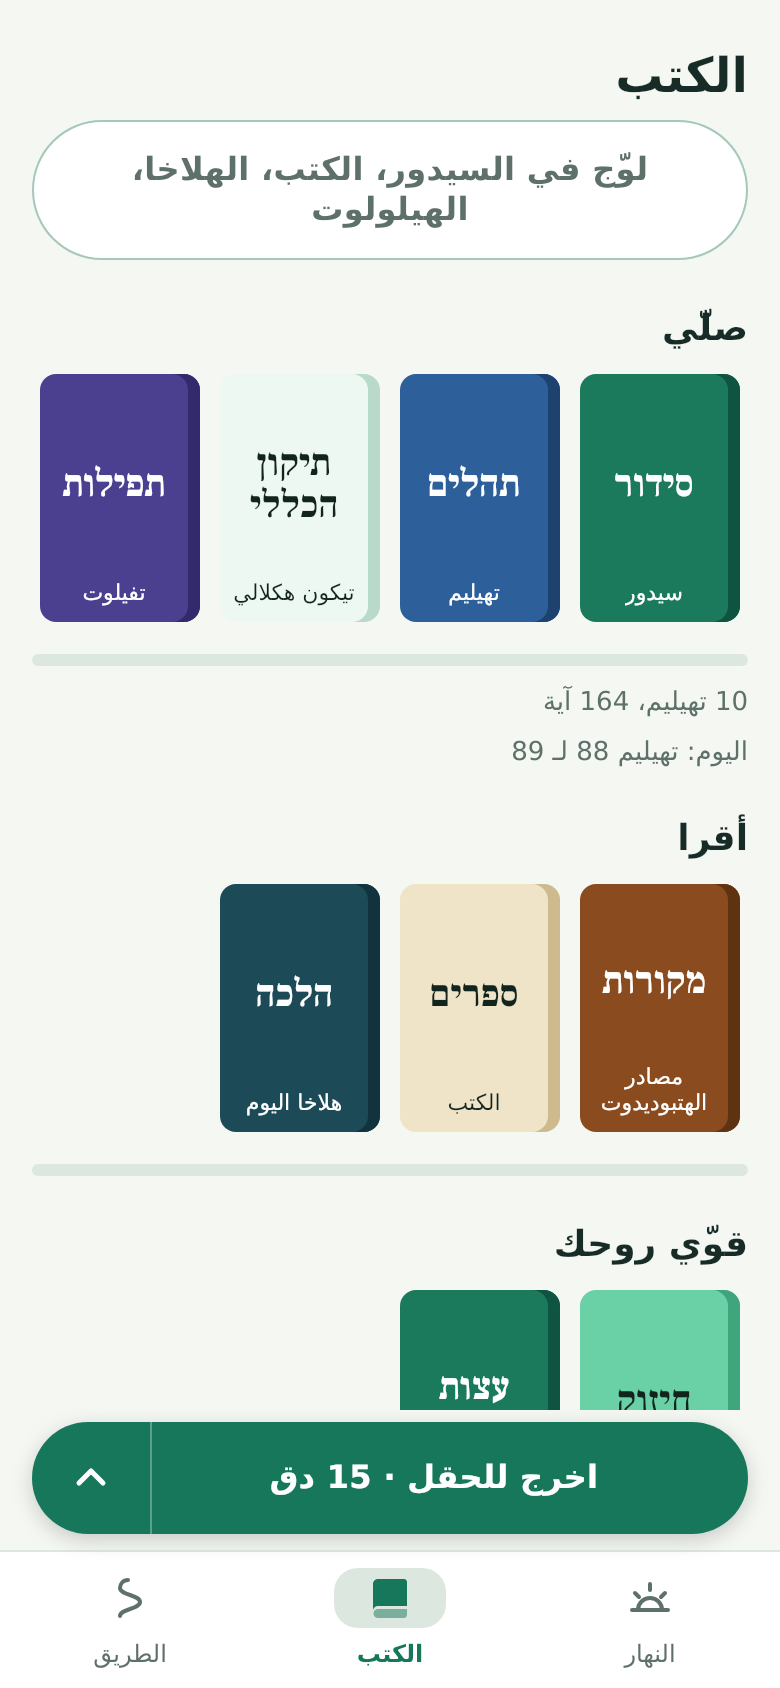 الكتب
لوّج في السيدور، الكتب، الهلاخا،
الهيلولوت
صلّي
סידור
سيدور
תהלים
تهيليم
תיקון
הכללי
تيكون هكلالي
תפילות
تفيلوت
10 تهيليم، 164 آية
اليوم: تهيليم 88 لـ 89
أقرا
מקורות
مصادر
الهتبوديدوت
ספרים
الكتب
הלכה
هلاخا اليوم
قوّي روحك
חיזוק
עצות
اخرج للحقل · 15 دق
النهار
الكتب
الطريق